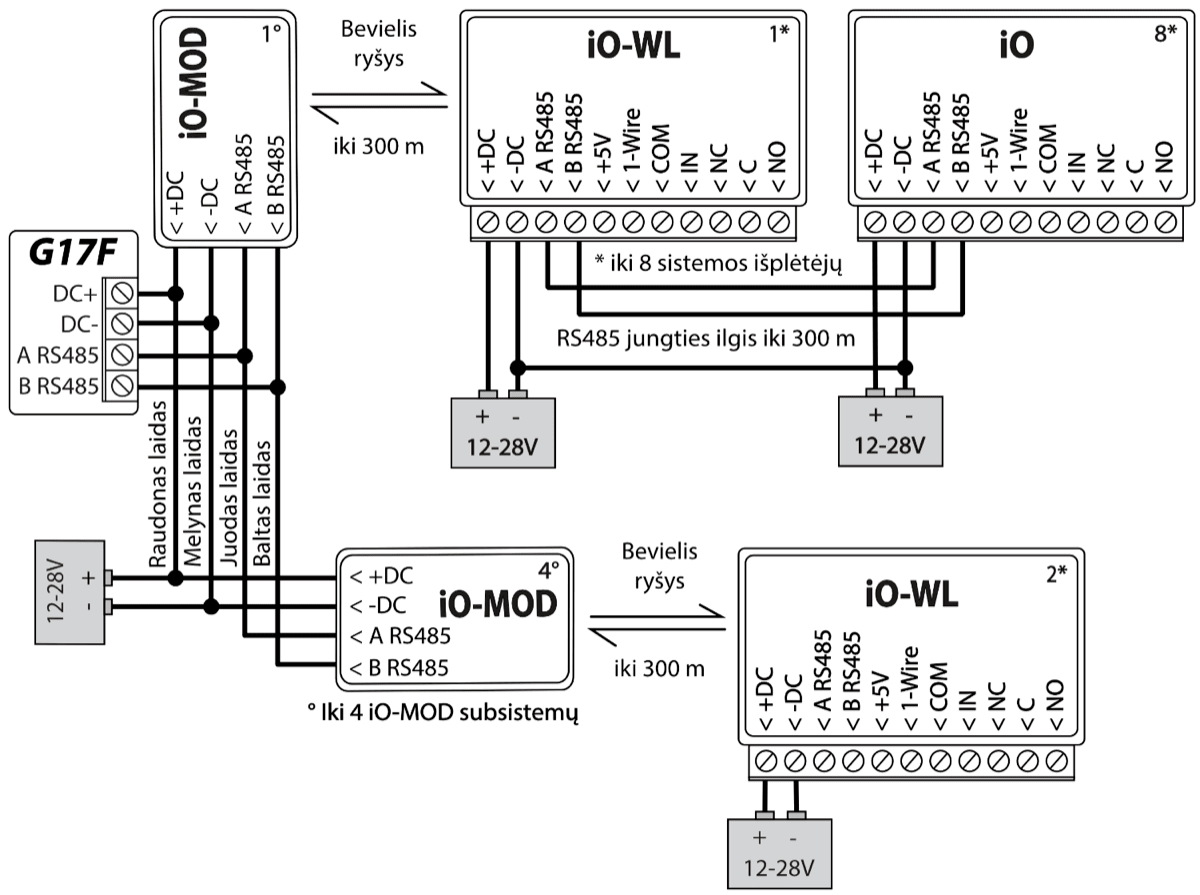 iO-MOD
1°
< +DC
< -DC
< A RS485
< B RS485
Bevielis
ryšys
iki 300 m
iO-WL
1*
< +DC
< -DC
< A RS485
< B RS485
< +5V
< 1-Wire
< COM
< IN
< NC
< C
< NO
iO
8*
< +DC
< -DC
< A RS485
< B RS485
< +5V
< 1-Wire
< COM
< IN
< NC
< C
< NO
G17F
DC+
DC-
A RS485
B RS485
* iki 8 sistemos išplėtėjų
RS485 jungties ilgis iki 300 m
+ -
12-28V
+ -
12-28V
Raudonas laidas
Melynas laidas
Juodas laidas
Baltas laidas
12-28V
+
-
4°
iO-MOD
< +DC
< -DC
< A RS485
< B RS485
° Iki 4 iO-MOD subsistemų
Bevielis
ryšys
iki 300 m
2*
iO-WL
< +DC
< -DC
< A RS485
< B RS485
< +5V
< 1-Wire
< COM
< IN
< NC
< C
< NO
+ -
12-28V